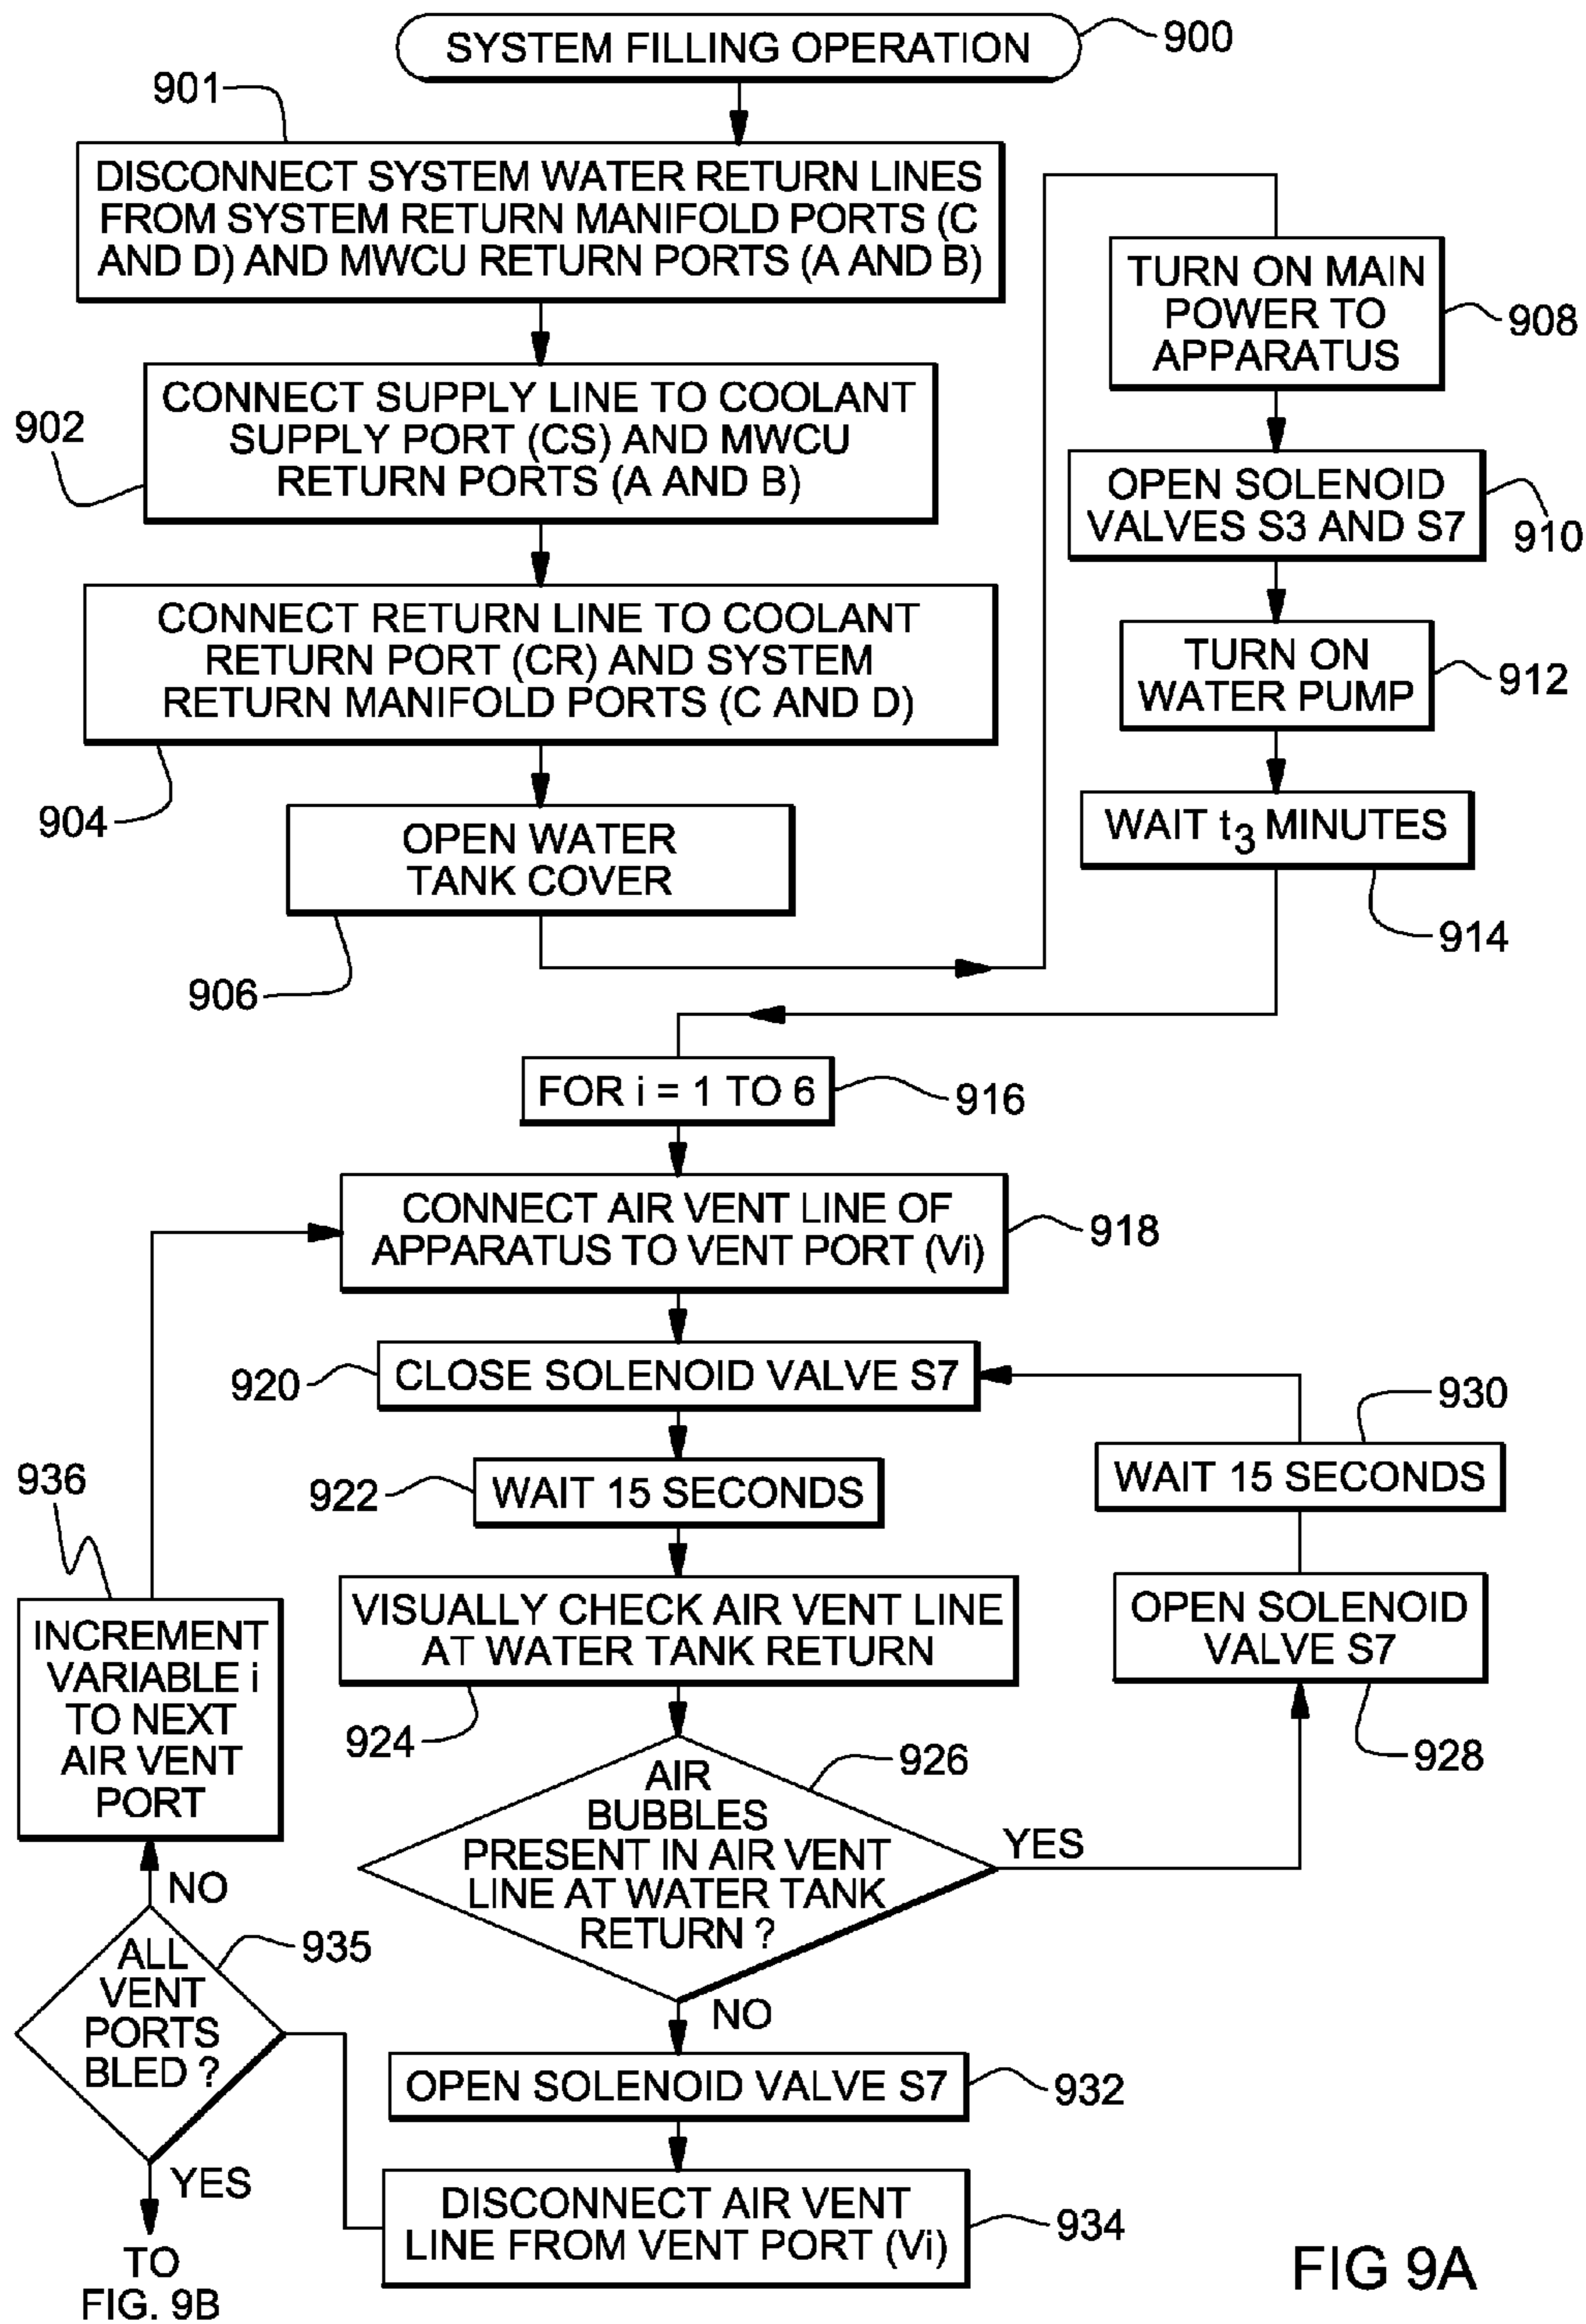 SYSTEM FILLING OPERATION
900
901
DISCONNECT SYSTEM WATER RETURN LINES
FROM SYSTEM RETURN MANIFOLD PORTS (C
AND D) AND MWCU RETURN PORTS (A AND B)
902
CONNECT SUPPLY LINE TO COOLANT
SUPPLY PORT (CS) AND MWCU
RETURN PORTS (A AND B)
CONNECT RETURN LINE TO COOLANT
RETURN PORT (CR) AND SYSTEM
RETURN MANIFOLD PORTS (C AND D)
904
OPEN WATER
TANK COVER
906
TURN ON MAIN
POWER TO
APPARATUS
908
OPEN SOLENOID
VALVES S3 AND S7
910
TURN ON
WATER PUMP
912
WAIT t3 MINUTES
914
FOR i = 1 TO 6
916
CONNECT AIR VENT LINE OF
APPARATUS TO VENT PORT (Vi)
918
CLOSE SOLENOID VALVE S7
920
WAIT 15 SECONDS
922
VISUALLY CHECK AIR VENT LINE
AT WATER TANK RETURN
924
AIR
BUBBLES
PRESENT IN AIR VENT
LINE AT WATER TANK
RETURN ?
926
YES
OPEN SOLENOID
VALVE S7
928
WAIT 15 SECONDS
930
NO
OPEN SOLENOID VALVE S7
932
DISCONNECT AIR VENT
LINE FROM VENT PORT (Vi)
934
ALL
VENT
PORTS
BLED ?
935
NO
INCREMENT
VARIABLE i
TO NEXT
AIR VENT
PORT
936
YES
TO
FIG. 9B
FIG 9A